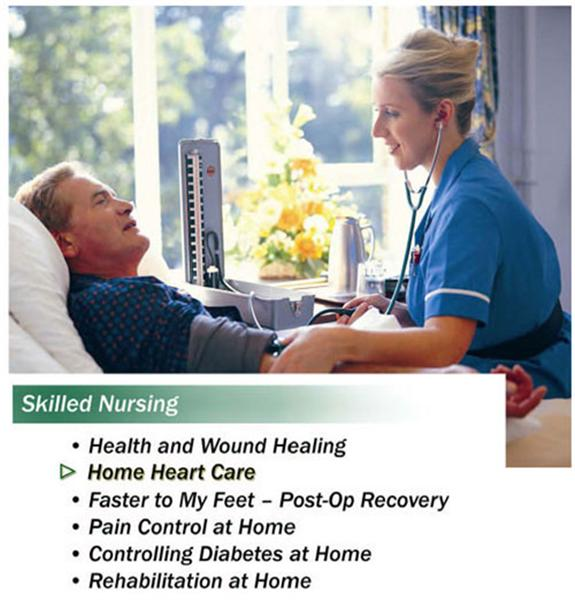 Skilled Nursing
• Health and Wound Healing
▷ Home Heart Care
• Faster to My Feet – Post-Op Recovery
• Pain Control at Home
• Controlling Diabetes at Home
• Rehabilitation at Home